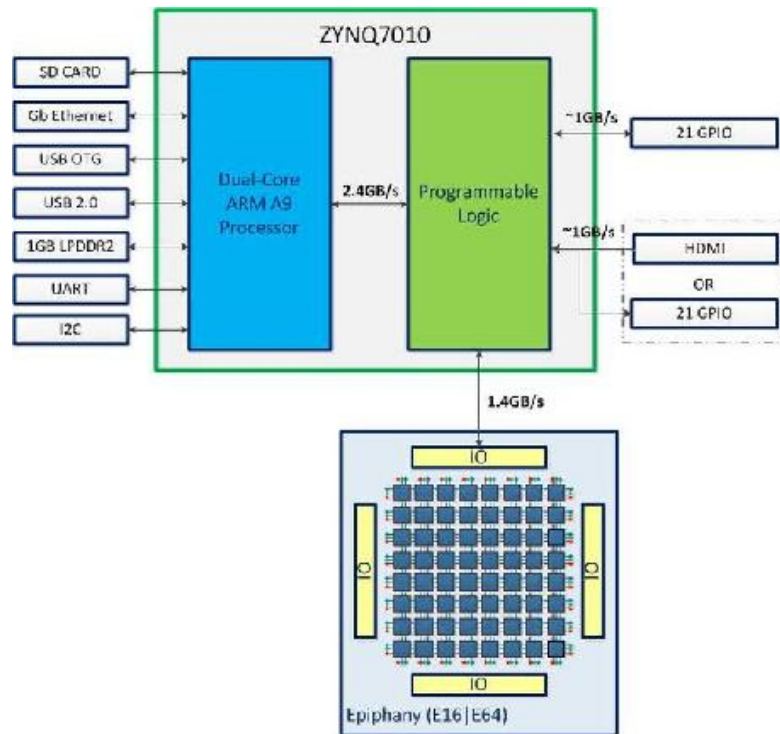 ZYNQ7010
SD CARD
Gb Ethernet
USB OTG
USB 2.0
1GB LPDDR2
UART
I2C
Dual-Core
ARM A9
Processor
2.4GB/s
Programmable
Logic
~1GB/s
21 GPIO
~1GB/s
HDMI
OR
21 GPIO
1.4GB/s
IO
IO
IO
IO
Epiphany (E16|E64)